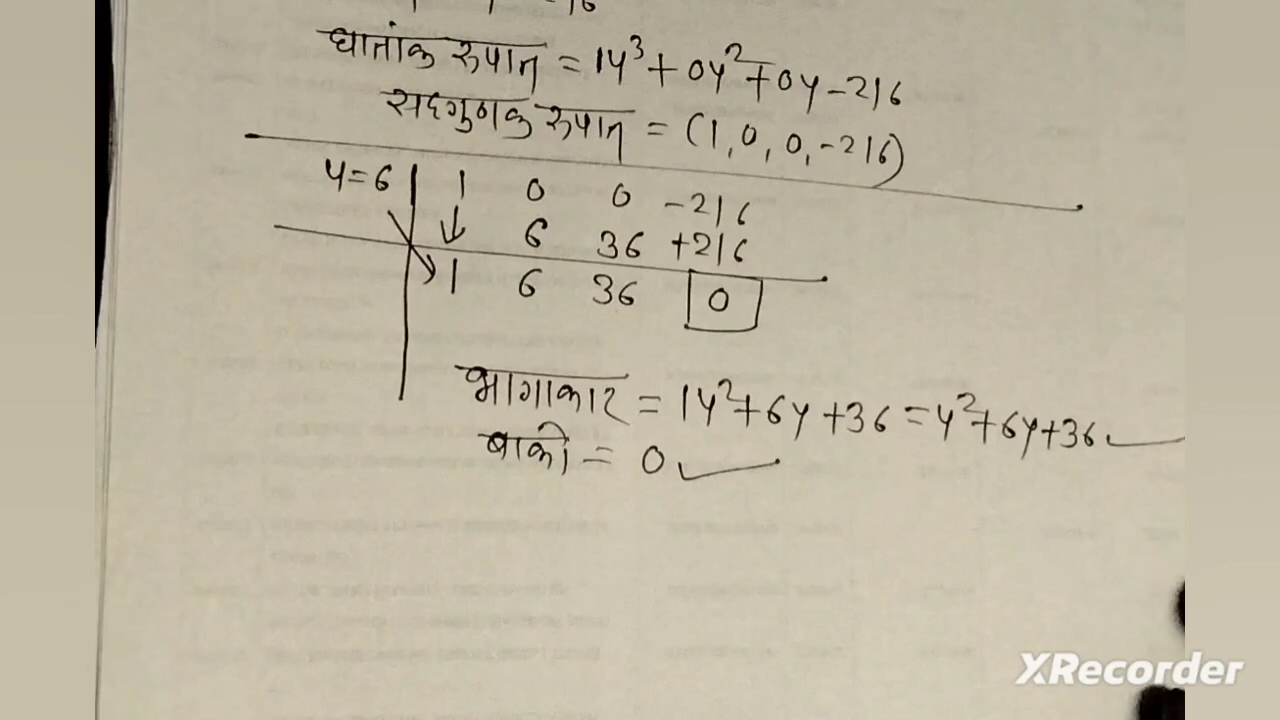 घातांक रुपात = 1y³ + 0y² + 0y - 216
सहगुणक रुपात = (1, 0, 0, -216)
y = 6 | 1 0 0 -216
↓ 6 36 +216
1 6 36 0
भागाकार = 1y² + 6y + 36 = y² + 6y + 36
बाकी = 0
XRecorder